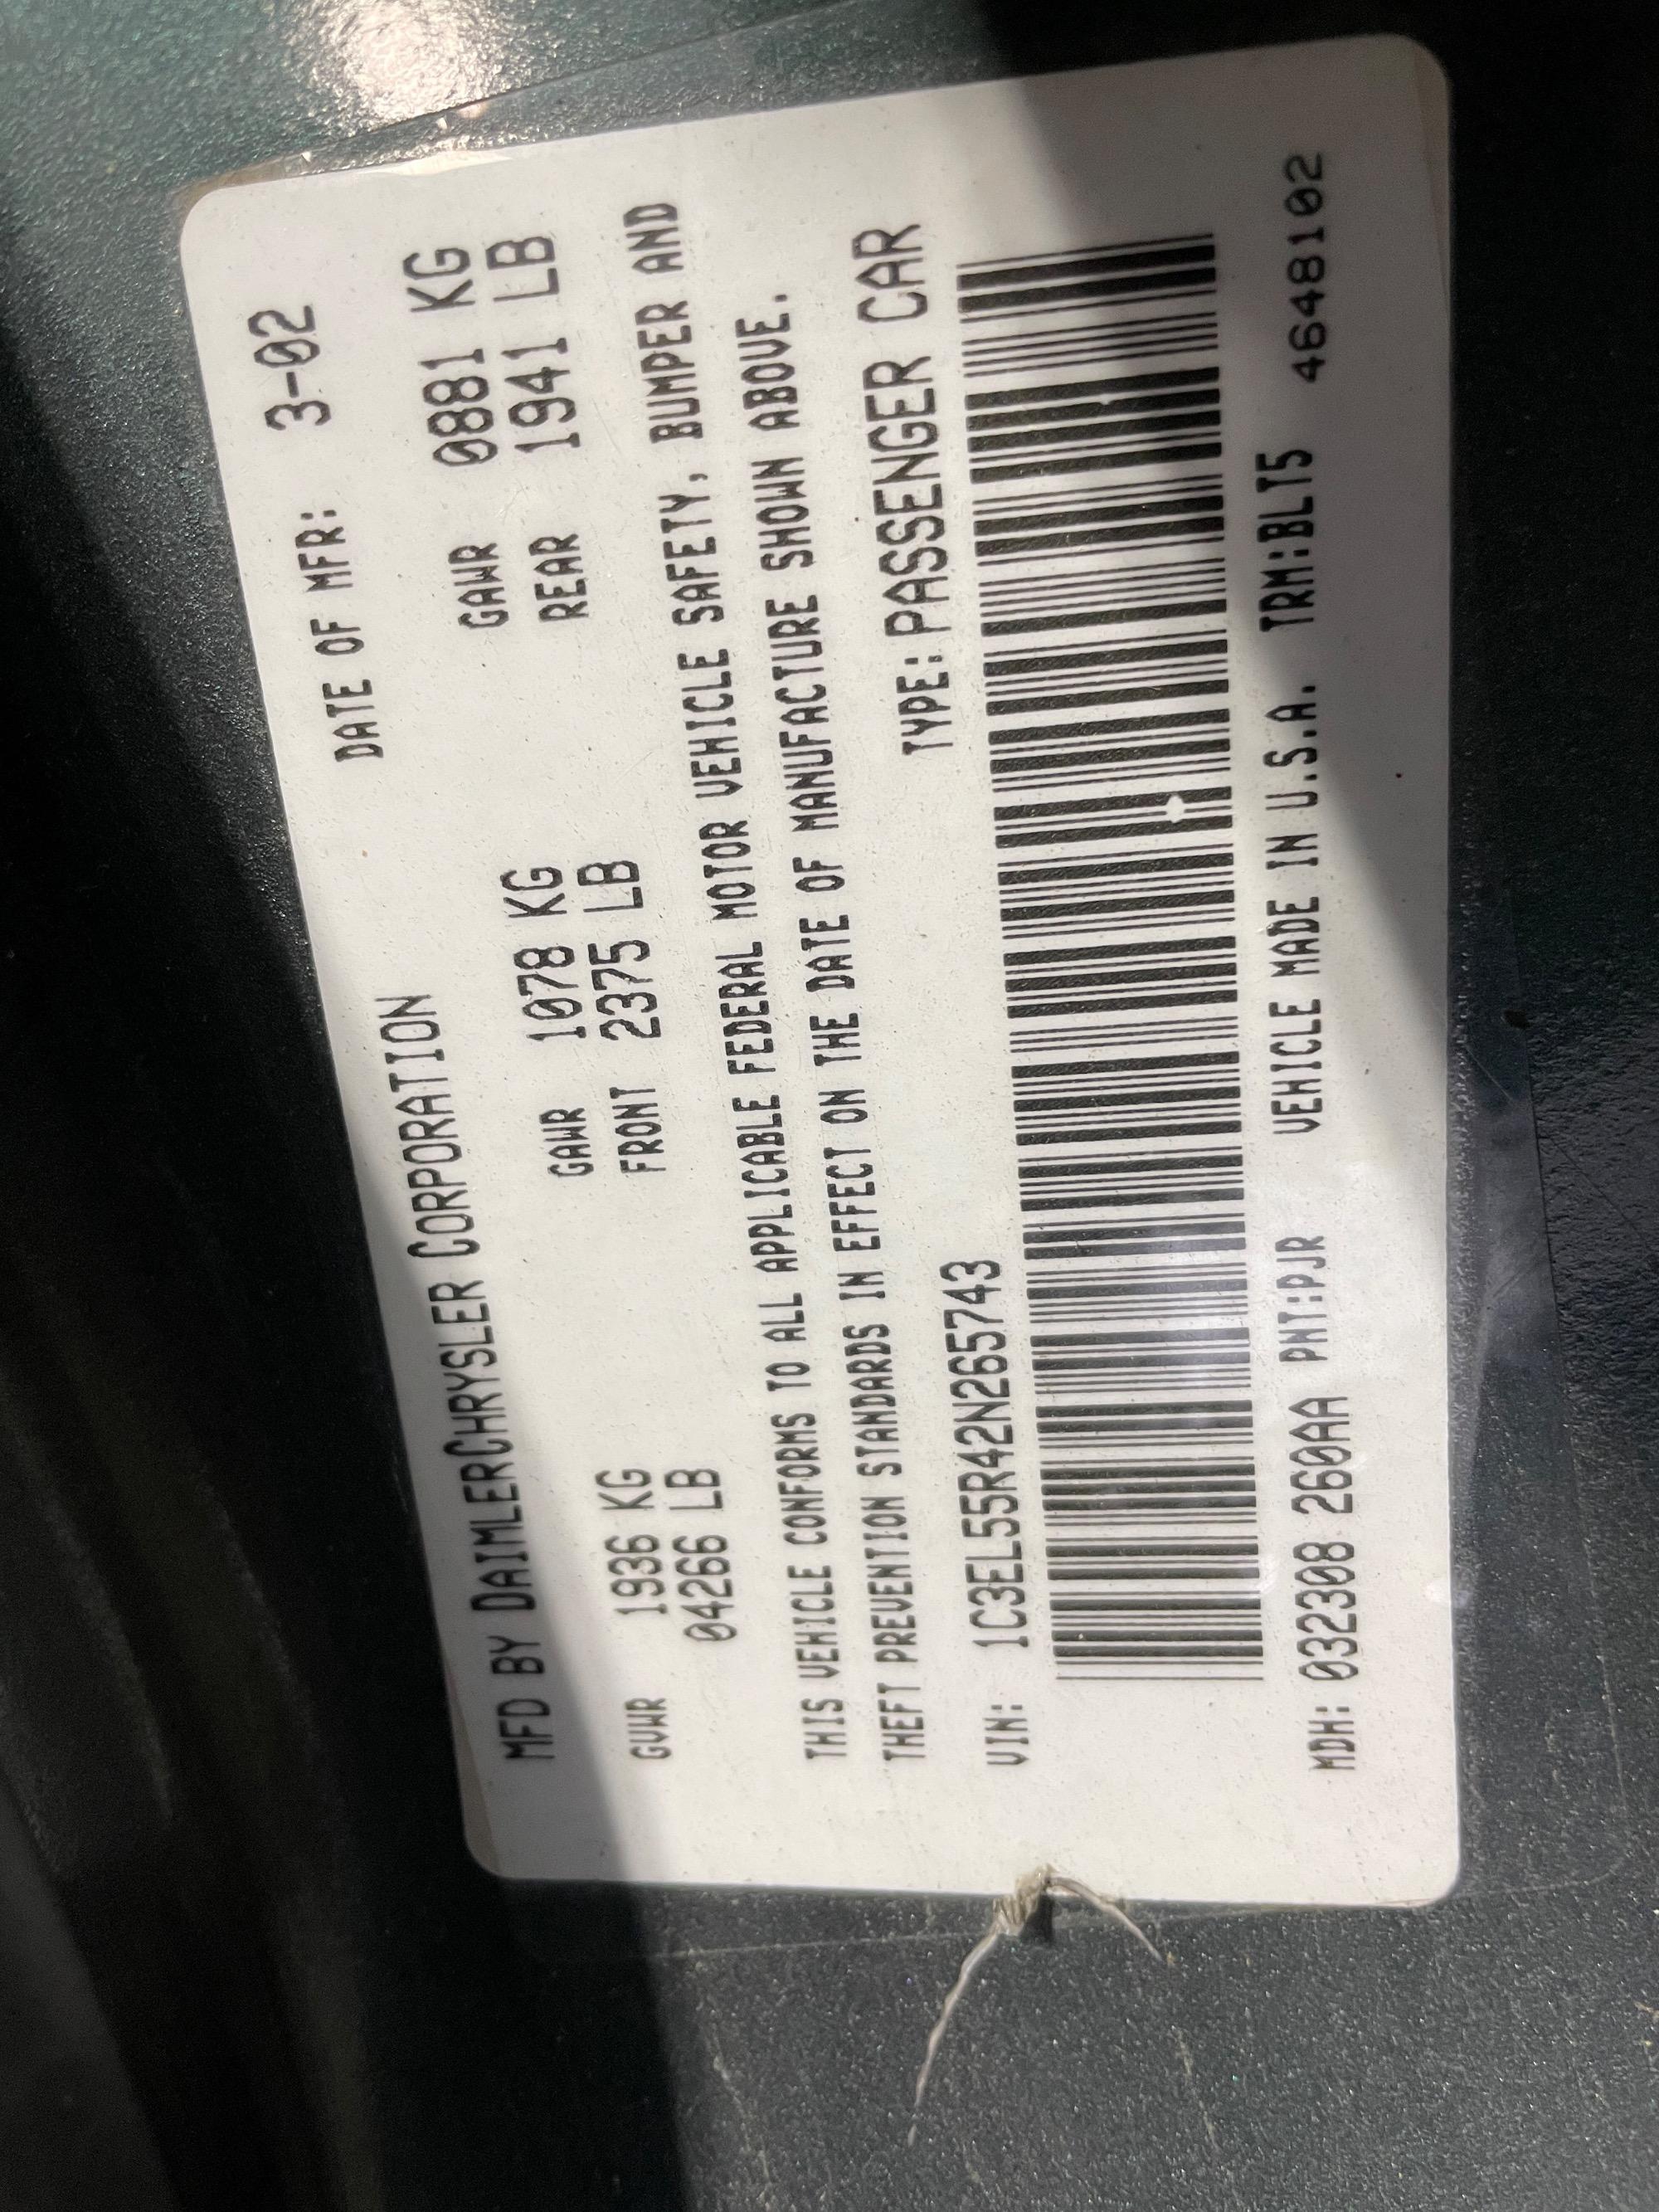 MFD BY DAIMLERCHRYSLER CORPORATION DATE OF MFR: 3-02
GVWR 1936 KG GAWR 1078 KG GAWR 0881 KG
04266 LB FRONT 2375 LB REAR 1941 LB
THIS VEHICLE CONFORMS TO ALL APPLICABLE FEDERAL MOTOR VEHICLE SAFETY, BUMPER AND
THEFT PREVENTION STANDARDS IN EFFECT ON THE DATE OF MANUFACTURE SHOWN ABOVE.
VIN: 1C3EL55R42N265743 TYPE: PASSENGER CAR
MDH: 032308 260AA PNT:PJR VEHICLE MADE IN U.S.A. TRM:BLT5 4648102